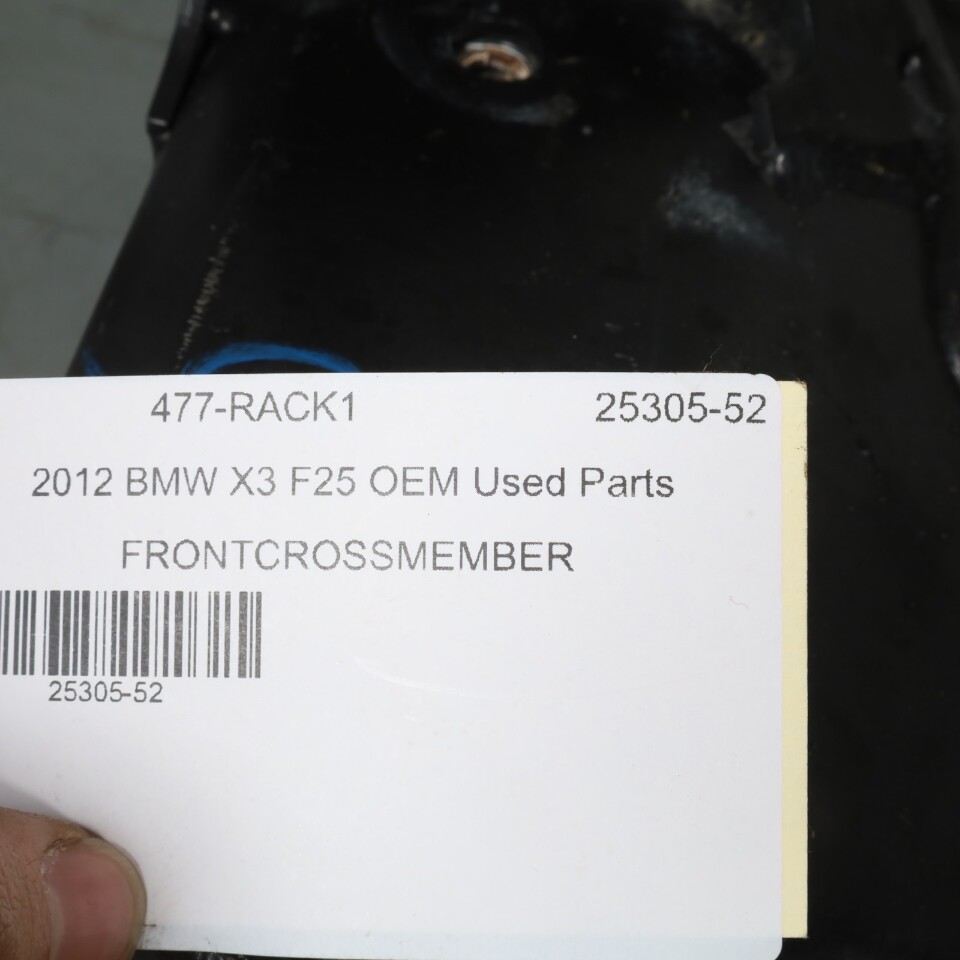 477-RACK1 25305-52
2012 BMW X3 F25 OEM Used Parts
FRONTCROSSMEMBER
25305-52